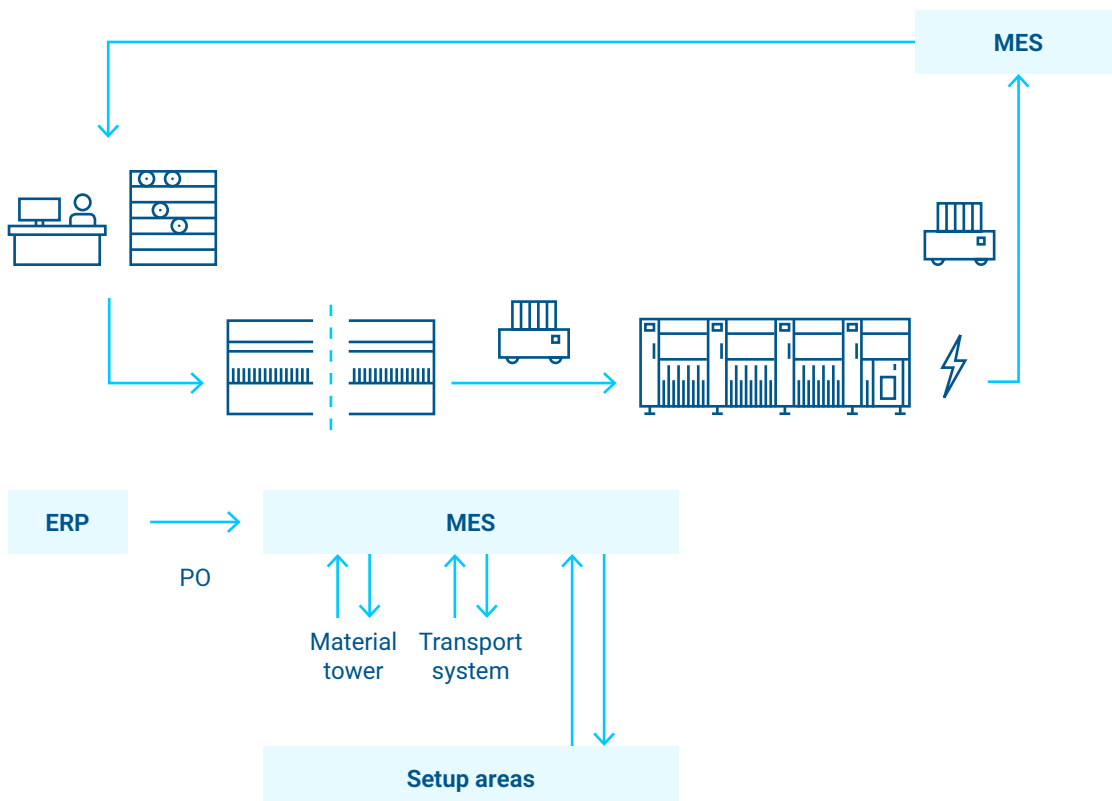 MES
ERP
MES
PO
Material
tower
Transport
system
Setup areas